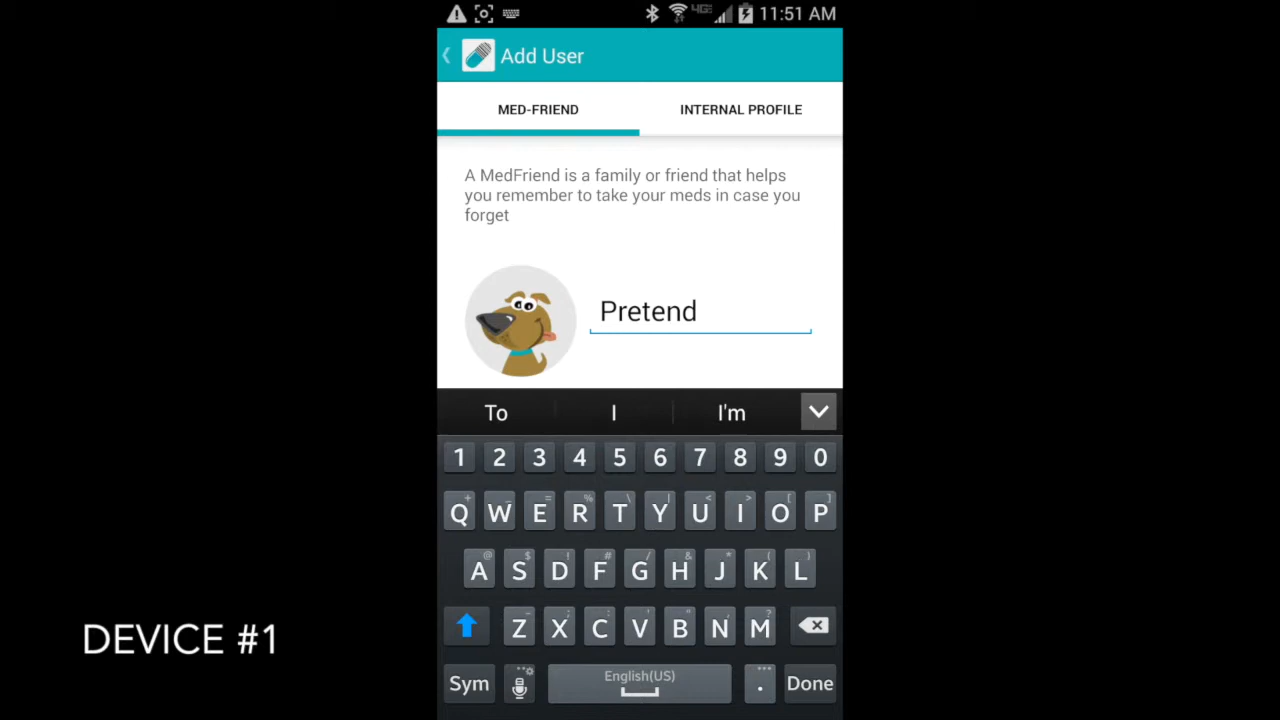 4G 11:51 AM
Add User
MED-FRIEND INTERNAL PROFILE
A MedFriend is a family or friend that helps
you remember to take your meds in case you
forget
Pretend
To I I'm
1 2 3 4 5 6 7 8 9 0
+ _ = % \ | < > [ ]
Q W E R T Y U I O P
@ $ ! # / & * ( )
A S D F G H J K L
- ; : ' " , ?
Z X C V B N M
Sym English(US) . Done
DEVICE #1